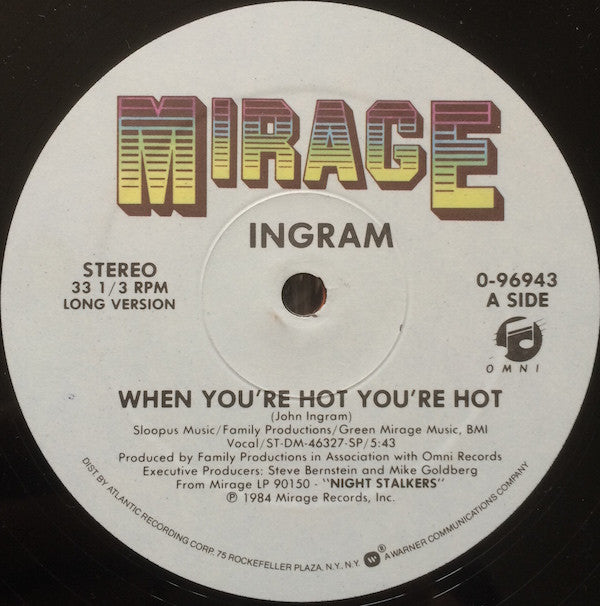 MIRAGE
INGRAM
STEREO
33 1/3 RPM
LONG VERSION
0-96943
A SIDE
OMNI
WHEN YOU'RE HOT YOU'RE HOT
(John Ingram)
Sloopus Music/Family Productions/Green Mirage Music, BMI
Vocal/ST-DM-46327-SP/5:43
Produced by Family Productions in Association with Omni Records
Executive Producers: Steve Bernstein and Mike Goldberg
From Mirage LP 90150 - "NIGHT STALKERS"
℗ 1984 Mirage Records, Inc.
DIST BY ATLANTIC RECORDING CORP. 75 ROCKEFELLER PLAZA, N.Y., N.Y. ® A WARNER COMMUNICATIONS COMPANY